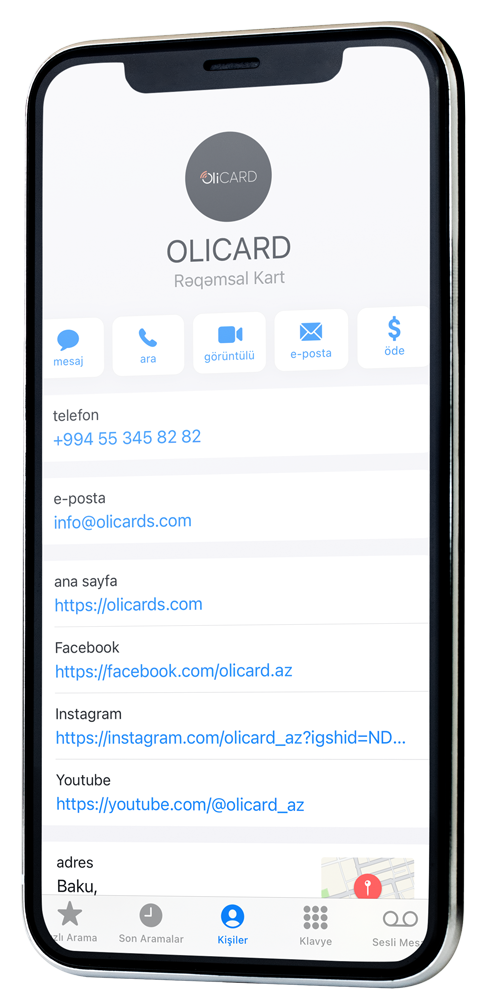 OliCARD
OLICARD
Rəqəmsal Kart
mesaj
ara
görüntülü
e-posta
$
öde
telefon
+994 55 345 82 82
e-posta
info@olicards.com
ana sayfa
https://olicards.com
Facebook
https://facebook.com/olicard.az
Instagram
https://instagram.com/olicard_az?igshid=ND...
Youtube
https://youtube.com/@olicard_az
adres
Baku,
zlı Arama
Son Aramalar
Kişiler
Klavye
Sesli Mes